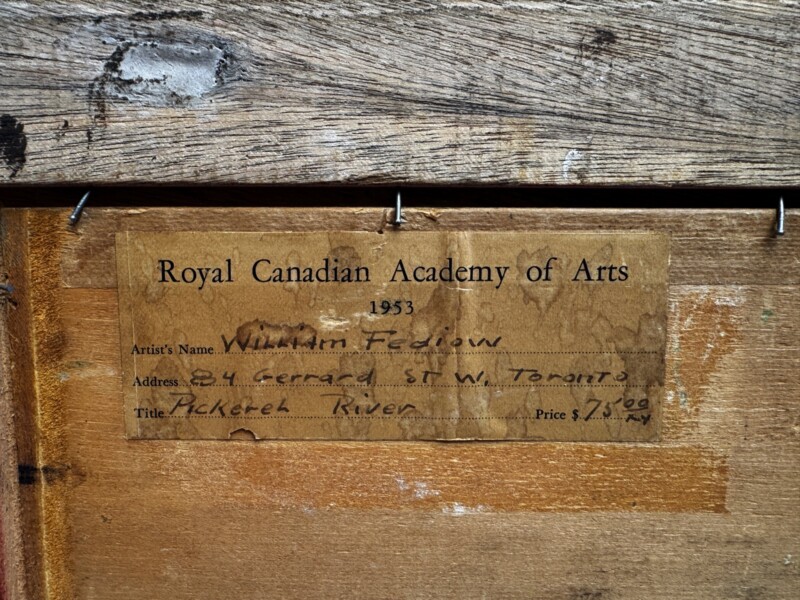 Royal Canadian Academy of Arts
1953
Artist's Name William Fediow
Address 84 Gerrard ST W. Toronto
Title Pickerel River Price $ 75.00